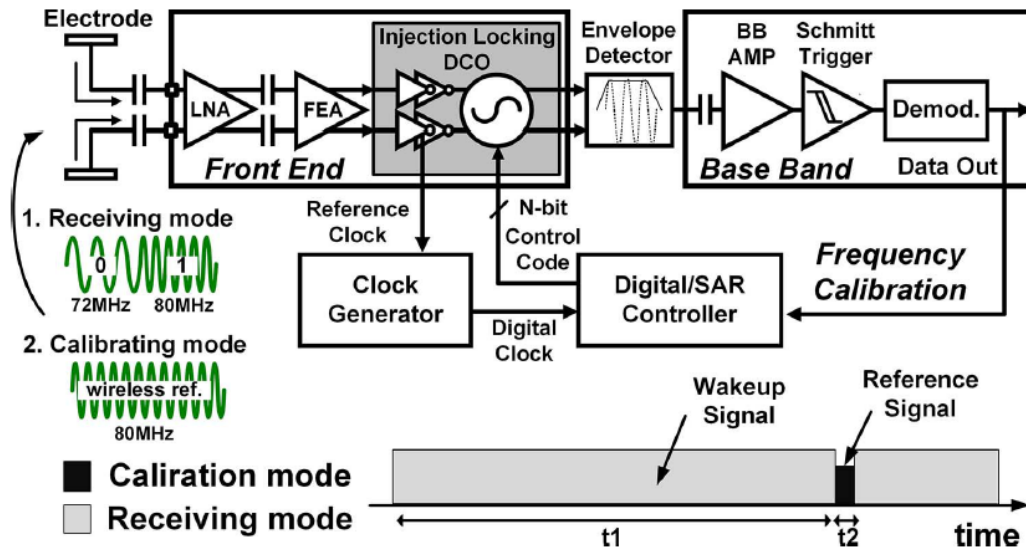 Electrode
Injection Locking
DCO
Envelope
Detector
BB
AMP
Schmitt
Trigger
LNA
FEA
Demod.
Front End
Base Band
Data Out
1. Receiving mode
0
1
72MHz
80MHz
Reference
Clock
N-bit
Control
Code
Frequency
Calibration
Clock
Generator
Digital
Clock
Digital/SAR
Controller
2. Calibrating mode
wireless ref.
80MHz
Wakeup
Signal
Reference
Signal
Caliration mode
Receiving mode
t1
t2
time